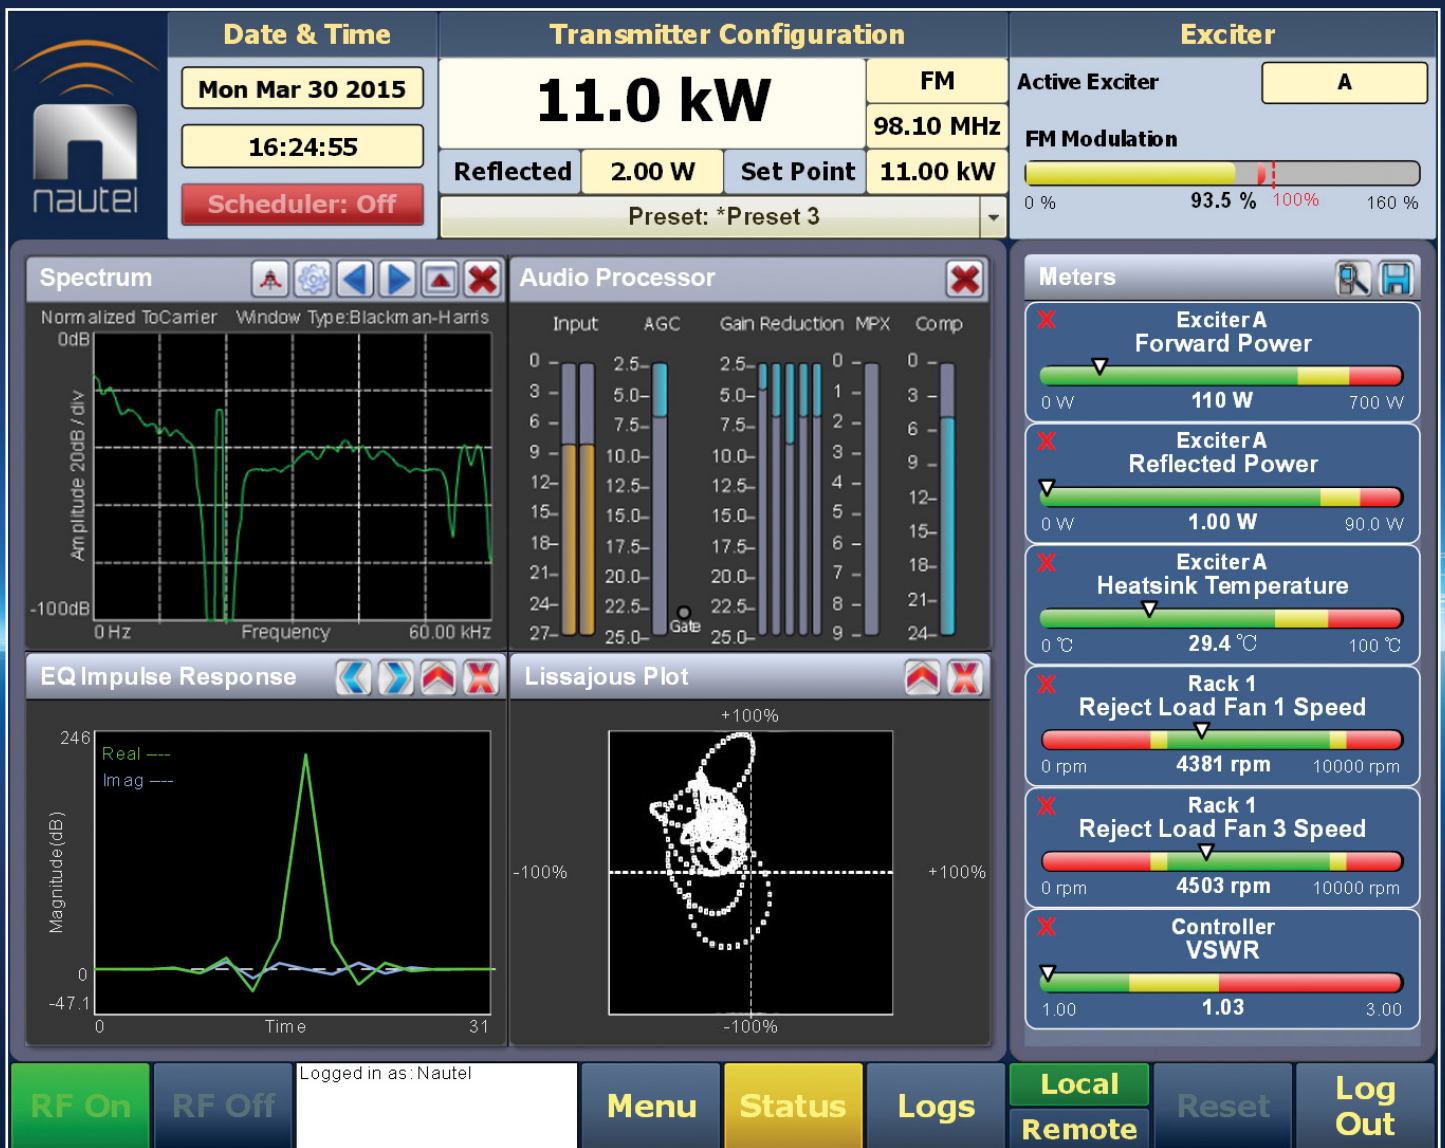 nautel
Date & Time
Mon Mar 30 2015
16:24:55
Scheduler: Off
Transmitter Configuration
11.0 kW
FM
98.10 MHz
Reflected 2.00 W Set Point 11.00 kW
Preset: *Preset 3
Exciter
Active Exciter A
FM Modulation
0 % 93.5 % 100% 160 %
Spectrum
Normalized ToCarrier Window Type:Blackman-Harris
0dB
Amplitude 20dB / div
-100dB
0 Hz Frequency 60.00 kHz
Audio Processor
Input AGC Gain Reduction MPX Comp
0 2.5 2.5 0 0
3 5.0 5.0 1 3
6 7.5 7.5 2 6
9 10.0 10.0 3 9
12 12.5 12.5 4 12
15 15.0 15.0 5 15
18 17.5 17.5 6 18
21 20.0 20.0 7 21
24 22.5 22.5 8 24
27 25.0 25.0 9
Gate
EQ Impulse Response
246
Real ----
Imag ----
Magnitude(dB)
0
-47.1
0 Time 31
Lissajous Plot
+100%
-100% +100%
-100%
Meters
Exciter A
Forward Power
0 W 110 W 700 W
Exciter A
Reflected Power
0 W 1.00 W 90.0 W
Exciter A
Heatsink Temperature
0 °C 29.4 °C 100 °C
Rack 1
Reject Load Fan 1 Speed
0 rpm 4381 rpm 10000 rpm
Rack 1
Reject Load Fan 3 Speed
0 rpm 4503 rpm 10000 rpm
Controller
VSWR
1.00 1.03 3.00
RF On
RF Off
Logged in as: Nautel
Menu
Status
Logs
Local
Remote
Reset
Log
Out